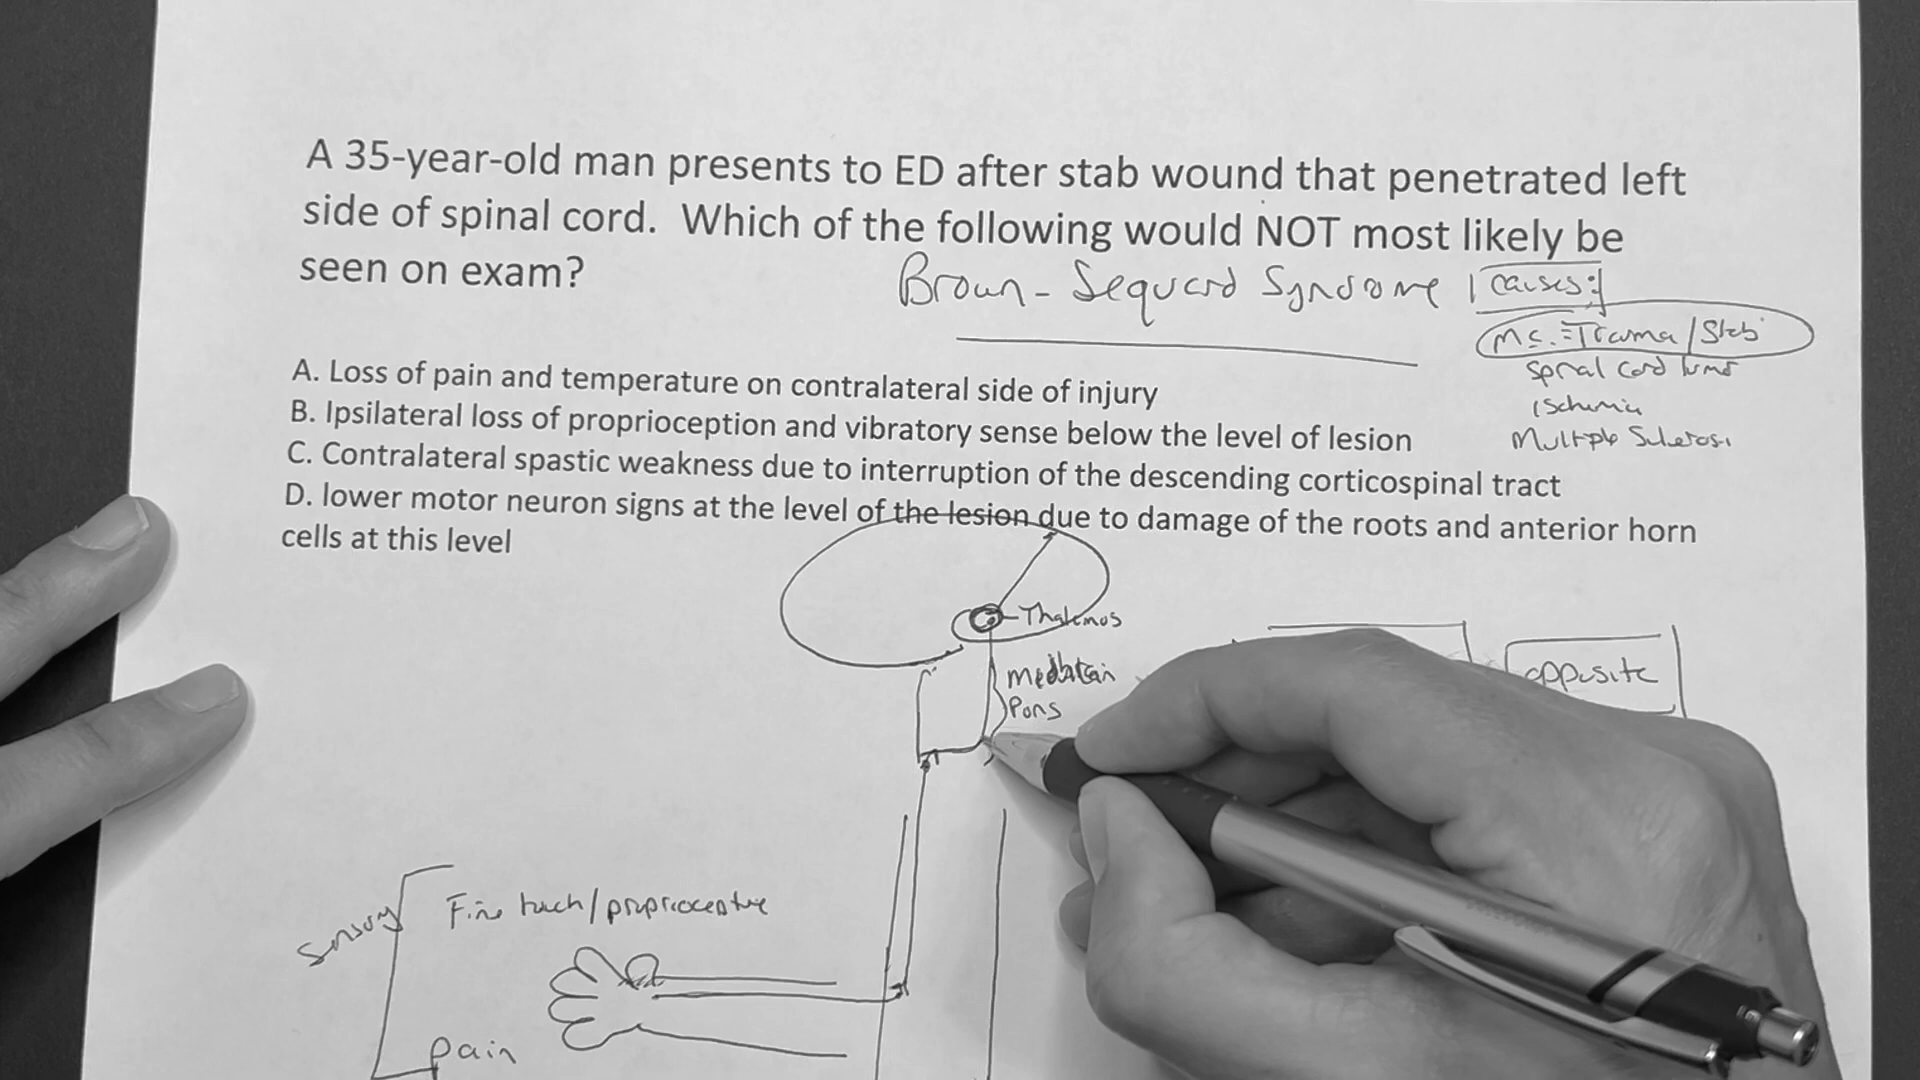 A 35-year-old man presents to ED after stab wound that penetrated left
side of spinal cord. Which of the following would NOT most likely be
seen on exam?
Brown-Sequard Syndrome
Causes:
Mc.=Trauma/Stab
Spinal cord tumor
Ischemia
Multiple Sclerosi
A. Loss of pain and temperature on contralateral side of injury
B. Ipsilateral loss of proprioception and vibratory sense below the level of lesion
C. Contralateral spastic weakness due to interruption of the descending corticospinal tract
D. lower motor neuron signs at the level of the lesion due to damage of the roots and anterior horn
cells at this level
Thalamus
Pons
opposite
Sensory
Fine touch/proprioceptive
Pain